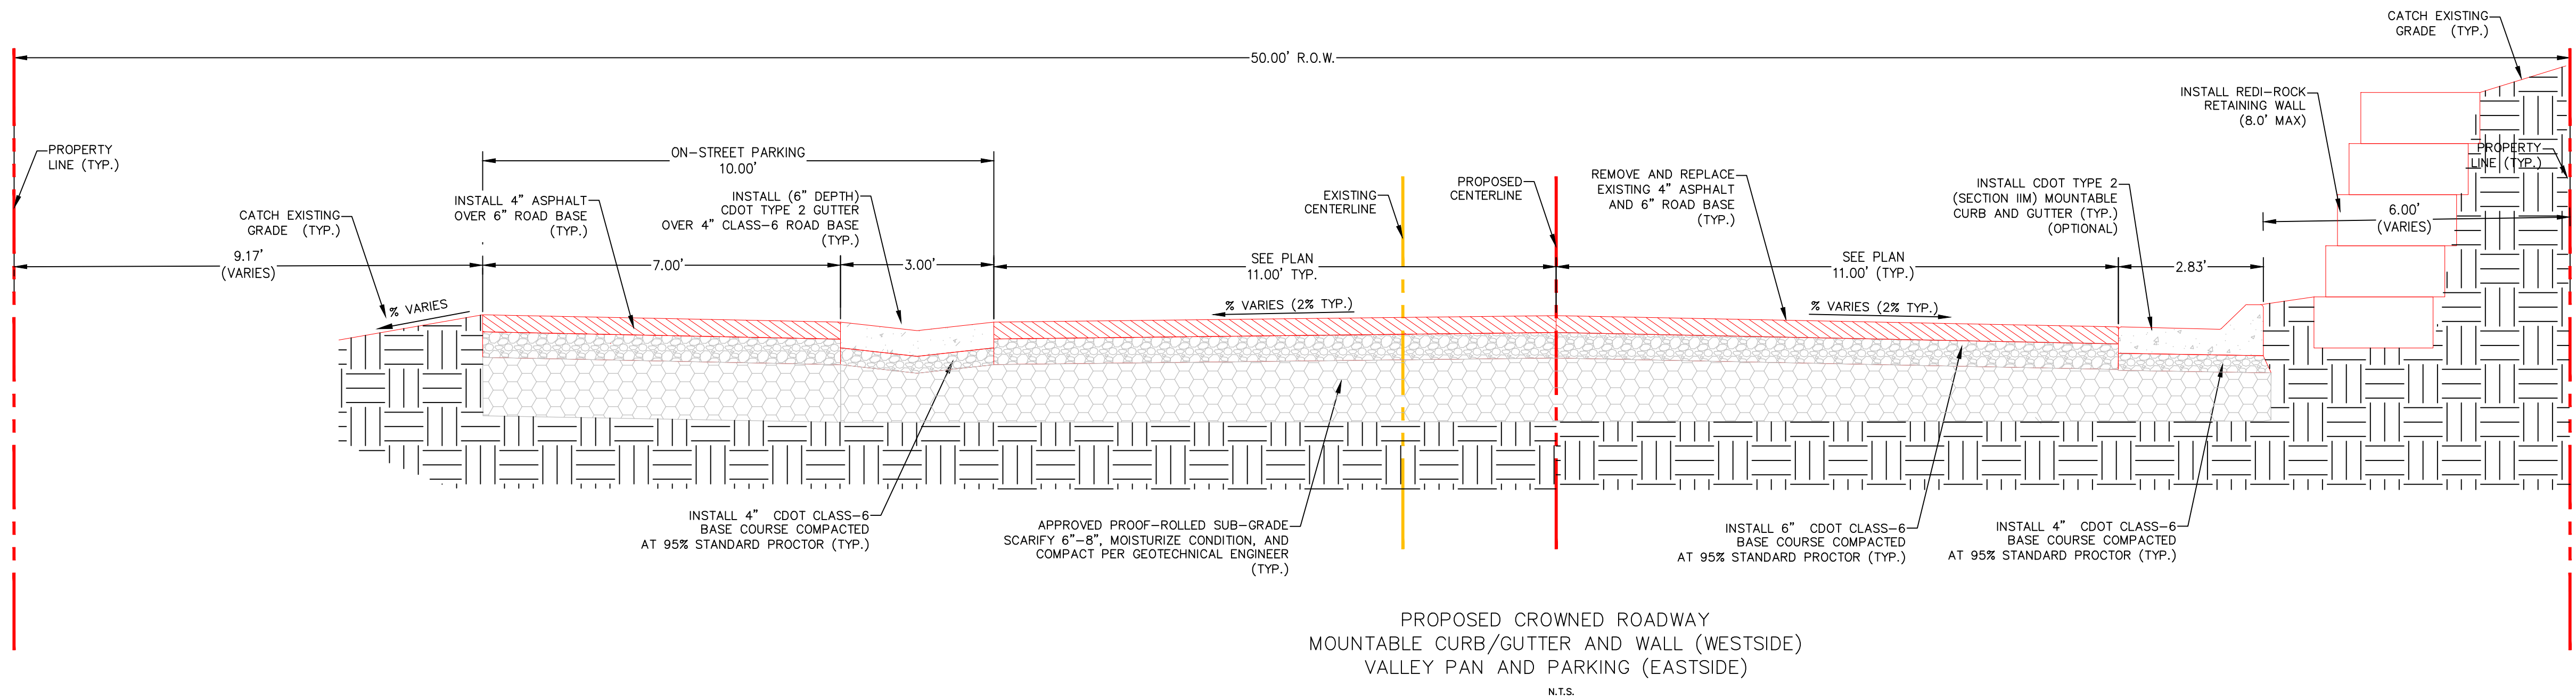 CATCH EXISTING
GRADE (TYP.)
50.00' R.O.W.
INSTALL REDI-ROCK
RETAINING WALL
(8.0' MAX)
PROPERTY
LINE (TYP.)
ON-STREET PARKING
10.00'
PROPERTY
LINE (TYP.)
INSTALL 4" ASPHALT
OVER 6" ROAD BASE
(TYP.)
INSTALL (6" DEPTH)
CDOT TYPE 2 GUTTER
OVER 4" CLASS-6 ROAD BASE
(TYP.)
EXISTING
CENTERLINE
PROPOSED
CENTERLINE
REMOVE AND REPLACE
EXISTING 4" ASPHALT
AND 6" ROAD BASE
(TYP.)
INSTALL CDOT TYPE 2
(SECTION IIM) MOUNTABLE
CURB AND GUTTER (TYP.)
(OPTIONAL)
CATCH EXISTING
GRADE (TYP.)
6.00'
(VARIES)
9.17'
(VARIES)
7.00'
3.00'
SEE PLAN
11.00' TYP.
SEE PLAN
11.00' (TYP.)
2.83'
% VARIES
% VARIES (2% TYP.)
% VARIES (2% TYP.)
INSTALL 4" CDOT CLASS-6
BASE COURSE COMPACTED
AT 95% STANDARD PROCTOR (TYP.)
APPROVED PROOF-ROLLED SUB-GRADE
SCARIFY 6"-8", MOISTURIZE CONDITION, AND
COMPACT PER GEOTECHNICAL ENGINEER
(TYP.)
INSTALL 6" CDOT CLASS-6
BASE COURSE COMPACTED
AT 95% STANDARD PROCTOR (TYP.)
INSTALL 4" CDOT CLASS-6
BASE COURSE COMPACTED
AT 95% STANDARD PROCTOR (TYP.)
PROPOSED CROWNED ROADWAY
MOUNTABLE CURB/GUTTER AND WALL (WESTSIDE)
VALLEY PAN AND PARKING (EASTSIDE)
N.T.S.